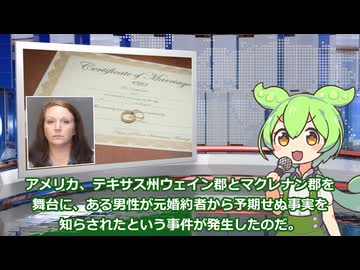 Certificate of Marriage
アメリカ、テキサス州ウェイン郡とマクレナン郡を
舞台に、ある男性が元婚約者から予期せぬ事実を
知らされたという事件が発生したのだ。